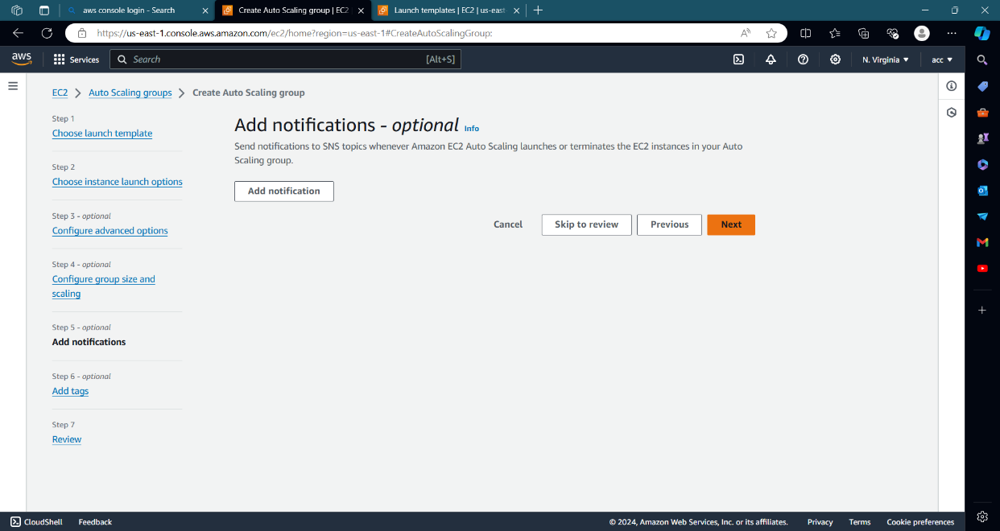 aws console login - Search
Create Auto Scaling group | EC2
Launch templates | EC2 | us-east-
https://us-east-1.console.aws.amazon.com/ec2/home?region=us-east-1#CreateAutoScalingGroup:
aws
Services
Search
[Alt+S]
N. Virginia
acc
EC2
Auto Scaling groups
Create Auto Scaling group
Step 1
Choose launch template
Step 2
Choose instance launch options
Step 3 - optional
Configure advanced options
Step 4 - optional
Configure group size and
scaling
Step 5 - optional
Add notifications
Step 6 - optional
Add tags
Step 7
Review
Add notifications - optional Info
Send notifications to SNS topics whenever Amazon EC2 Auto Scaling launches or terminates the EC2 instances in your Auto
Scaling group.
Add notification
Cancel
Skip to review
Previous
Next
CloudShell
Feedback
© 2024, Amazon Web Services, Inc. or its affiliates.
Privacy
Terms
Cookie preferences